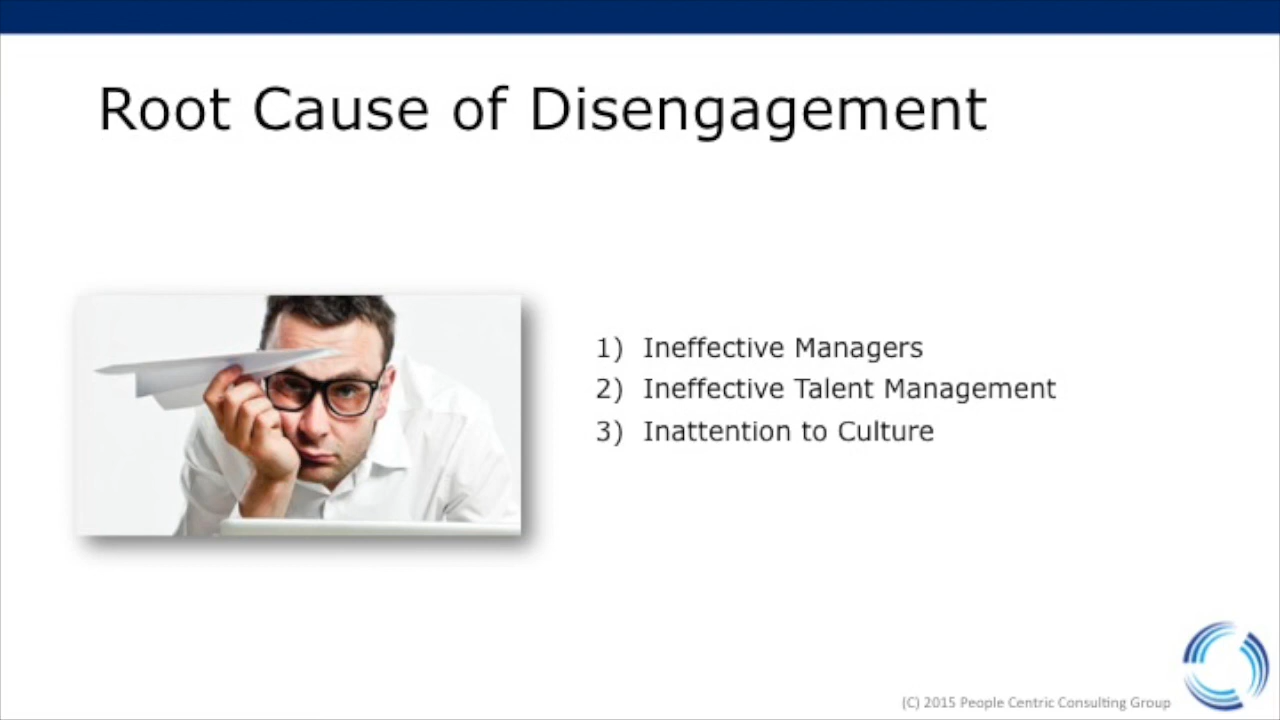 Root Cause of Disengagement
1) Ineffective Managers
2) Ineffective Talent Management
3) Inattention to Culture
(C) 2015 People Centric Consulting Group